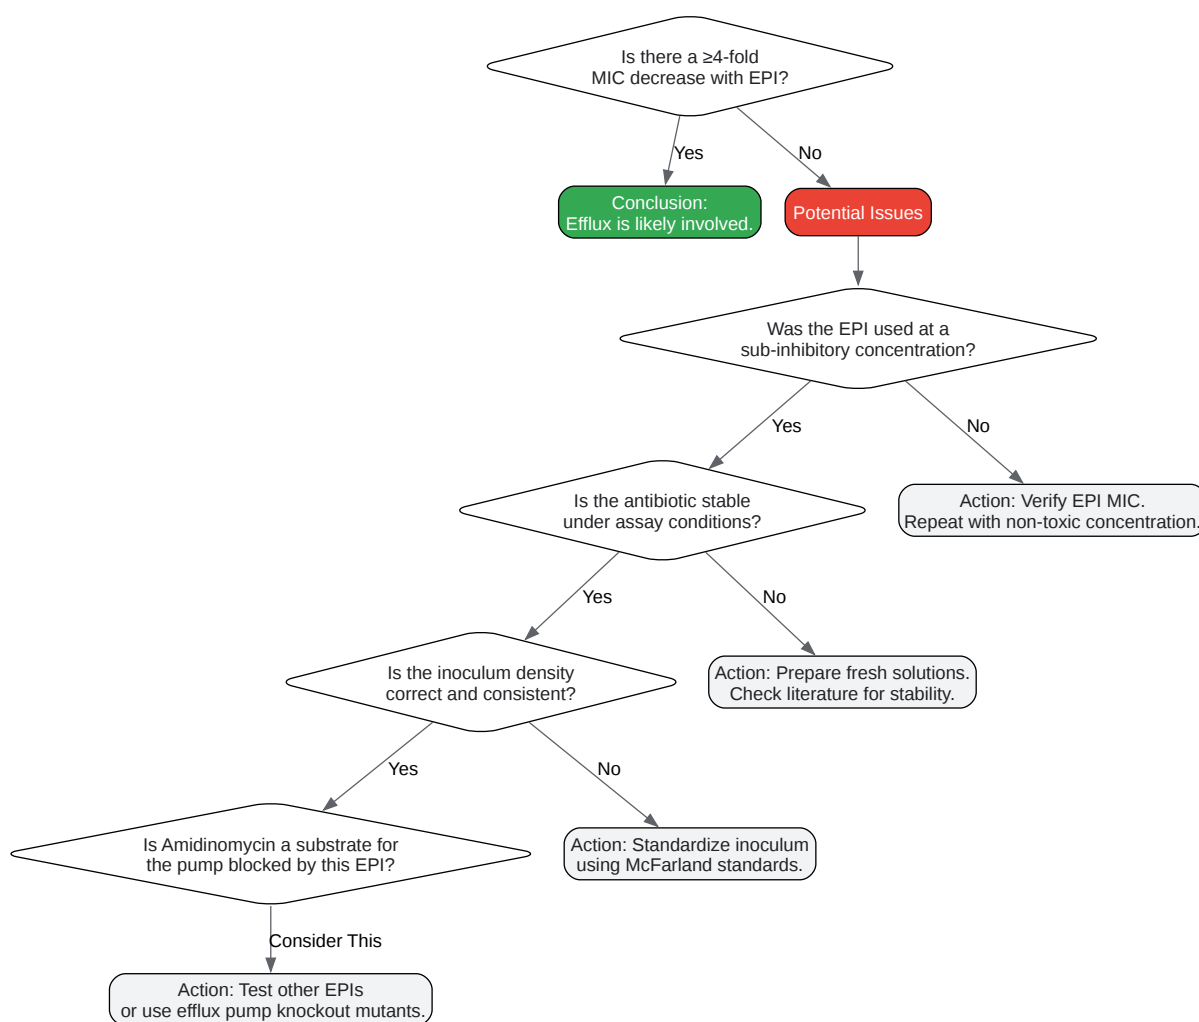 Is there a ≥4-fold
MIC decrease with EPI?
Yes
No
Conclusion:
Efflux is likely involved.
Potential Issues
Was the EPI used at a
sub-inhibitory concentration?
Yes
No
Is the antibiotic stable
under assay conditions?
Action: Verify EPI MIC.
Repeat with non-toxic concentration.
Yes
No
Is the inoculum density
correct and consistent?
Action: Prepare fresh solutions.
Check literature for stability.
Yes
No
Is Amidinomycin a substrate for
the pump blocked by this EPI?
Action: Standardize inoculum
using McFarland standards.
Consider This
Action: Test other EPIs
or use efflux pump knockout mutants.